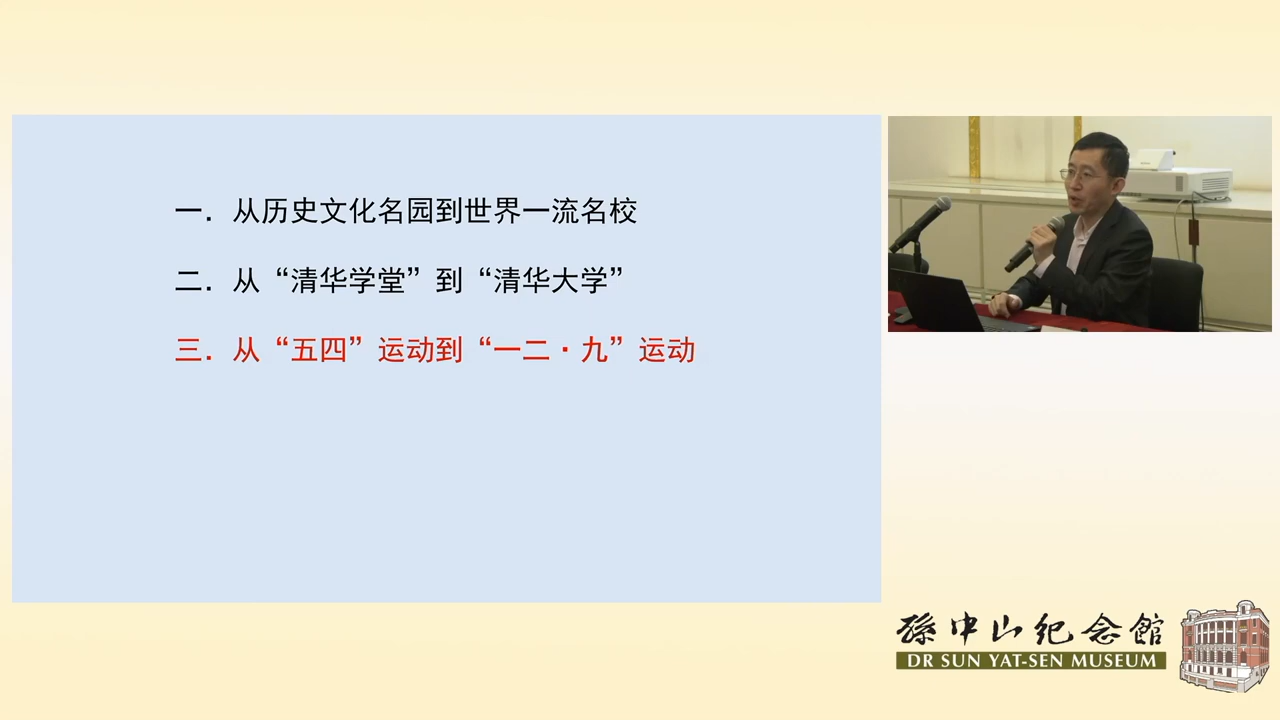 一．从历史文化名园到世界一流名校
二．从“清华学堂”到“清华大学”
三．从“五四”运动到“一二·九”运动
孫中山紀念館
DR SUN YAT-SEN MUSEUM